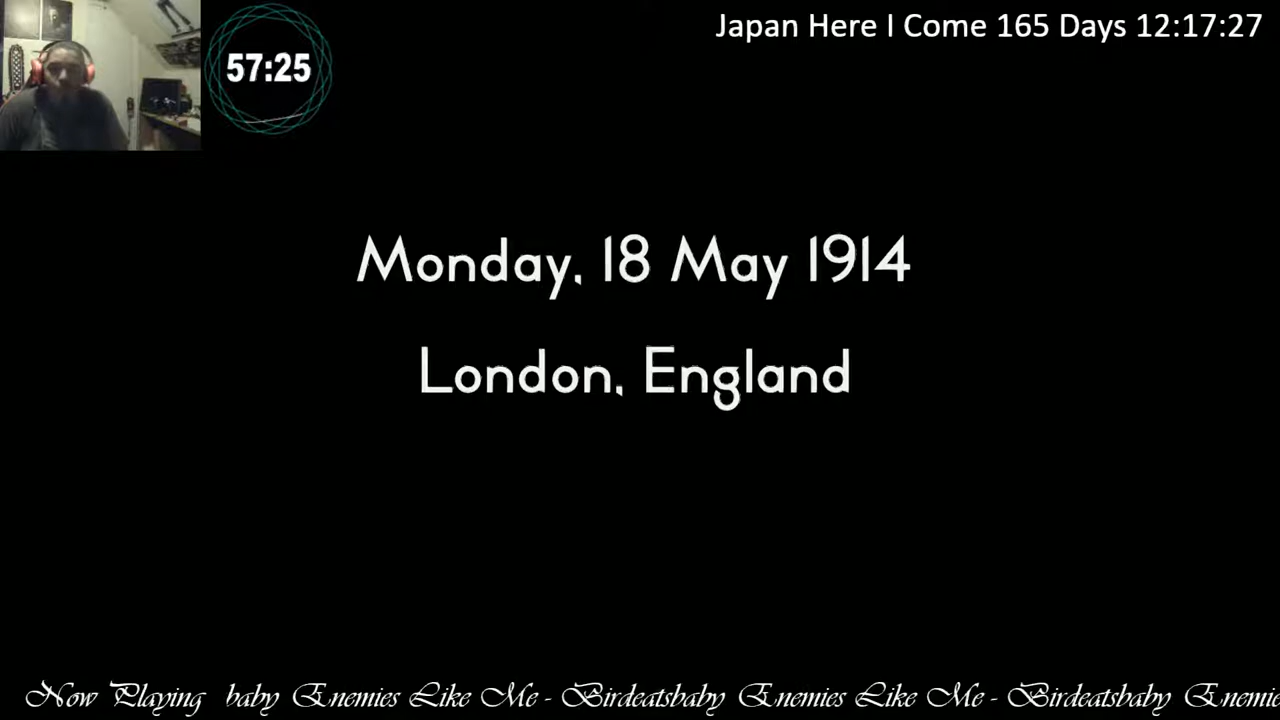 57:25
Japan Here I Come 165 Days 12:17:27
Monday, 18 May 1914
London, England
Now Playing baby Enemies Like Me - Birdeatsbaby Enemies Like Me - Birdeatsbaby Enemie